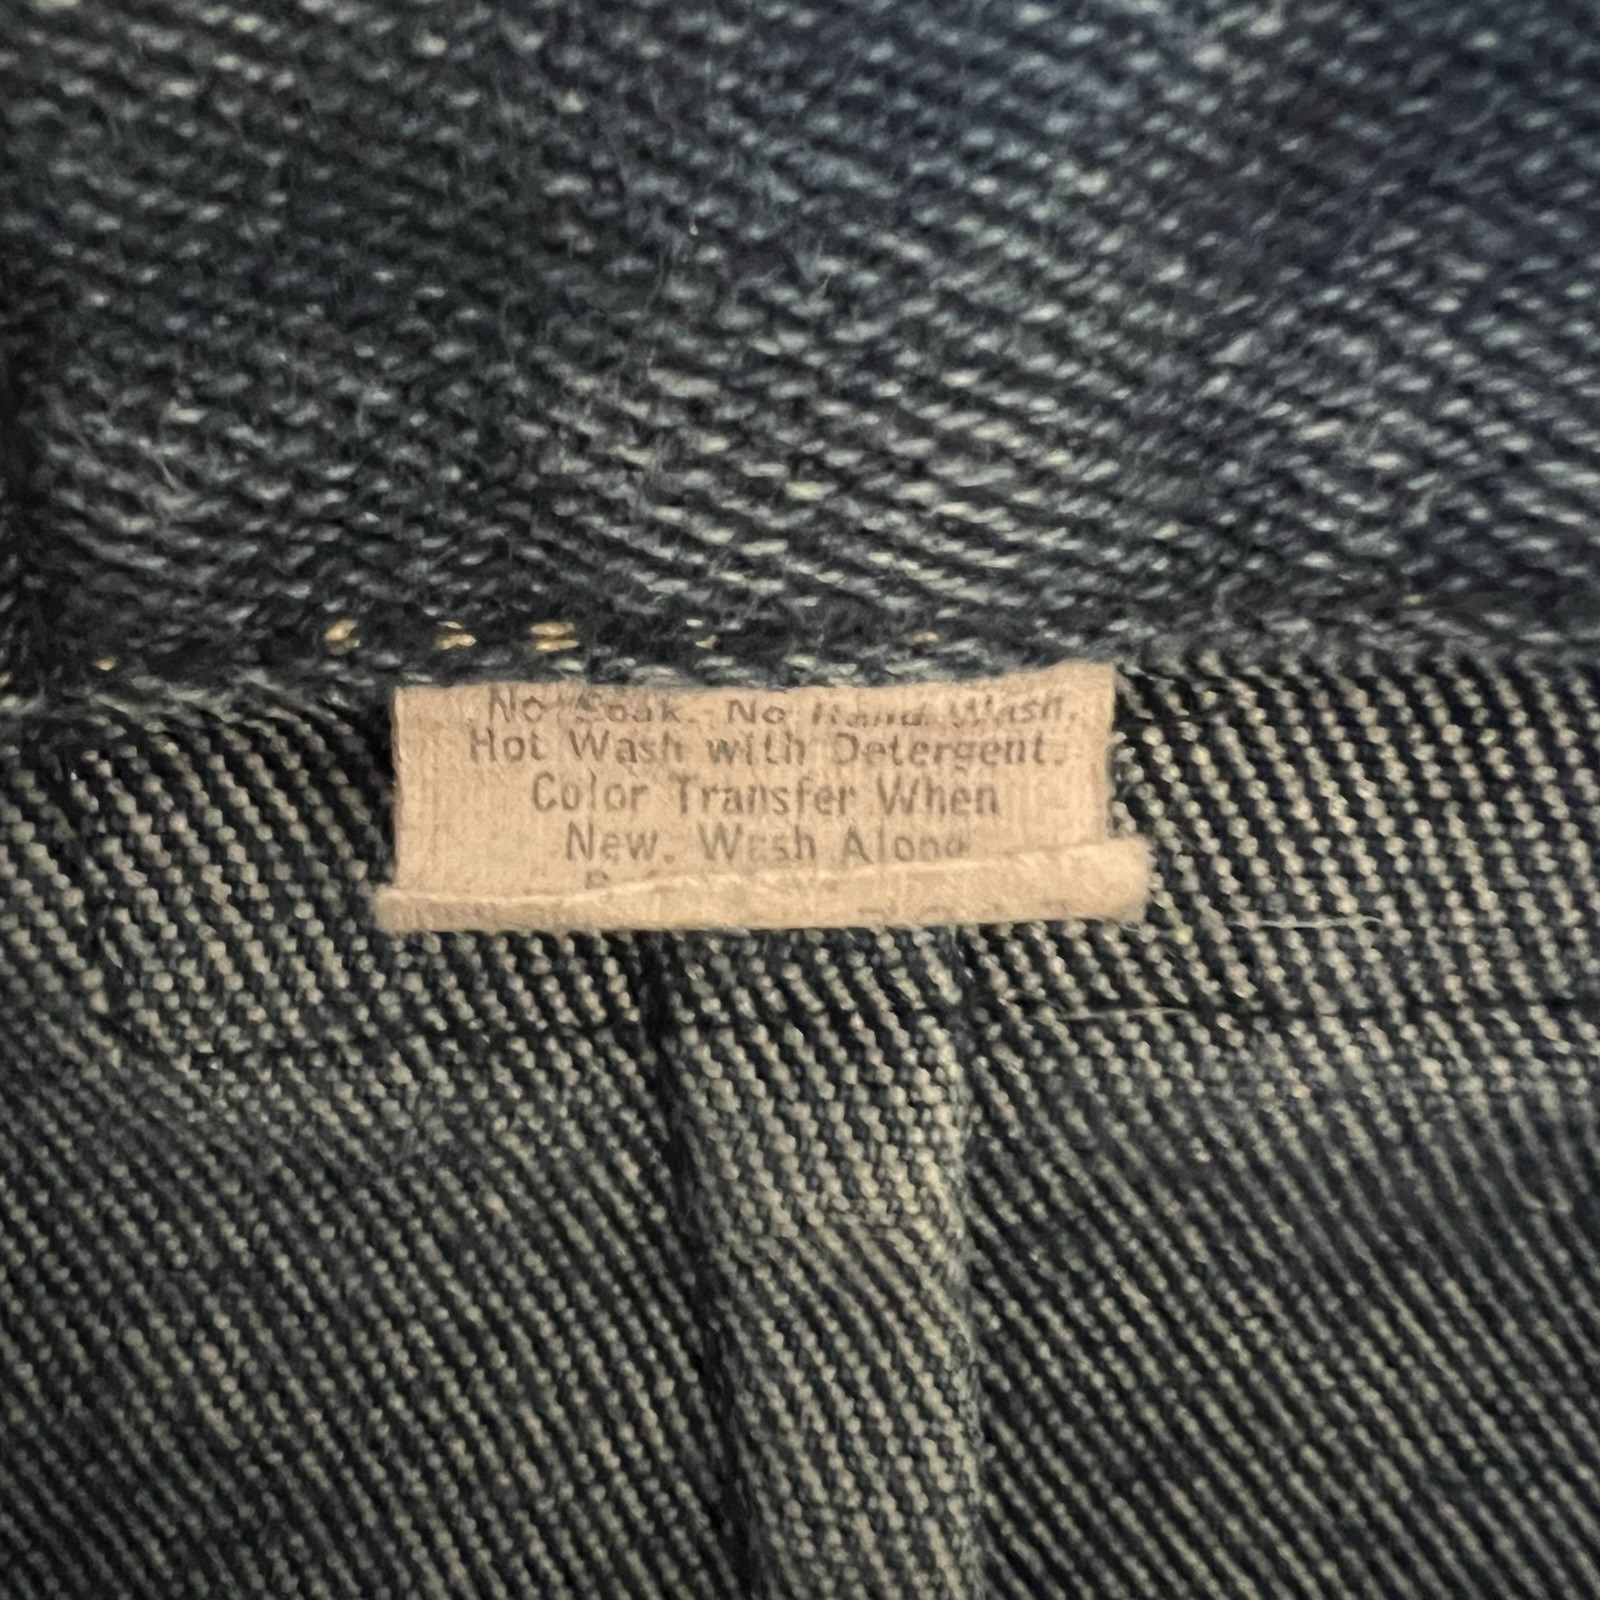 No Soak. No Hand Wash.
Hot Wash with Detergent.
Color Transfer When
New. Wash Along